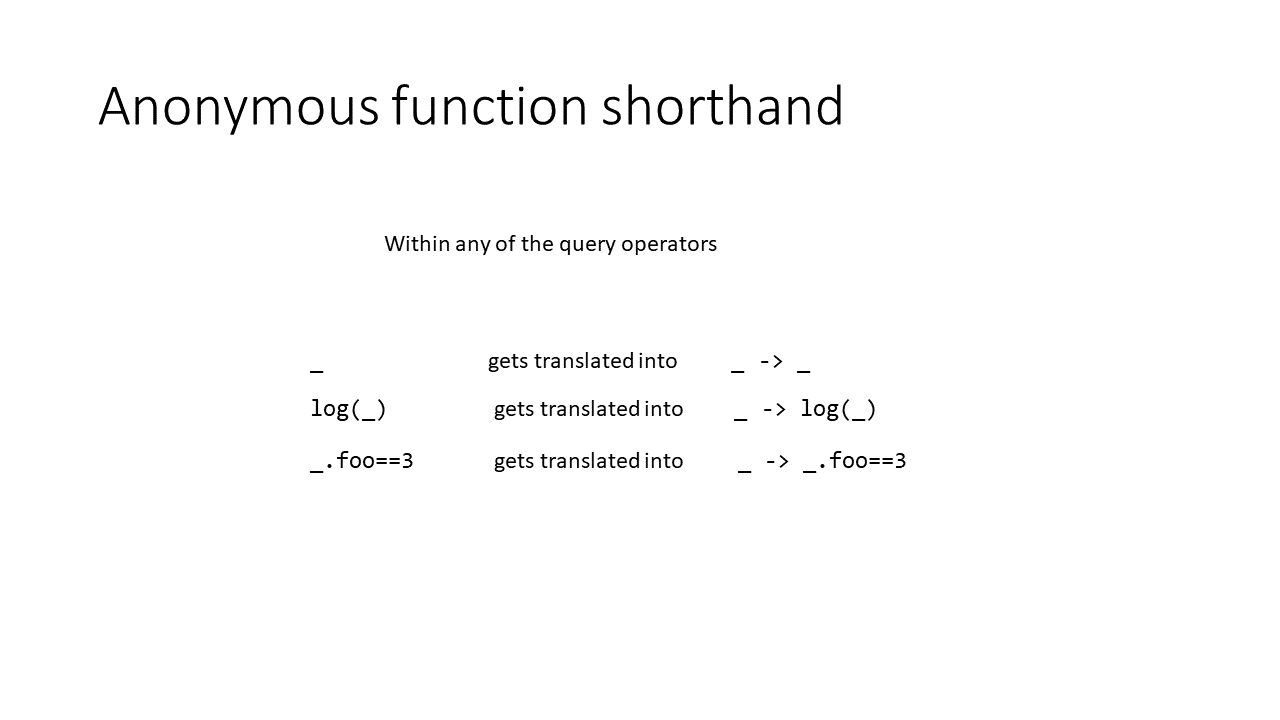 Anonymous function shorthand
Within any of the query operators
_ gets translated into _ -> _
log(_) gets translated into _ -> log(_)
_.foo==3 gets translated into _ -> _.foo==3